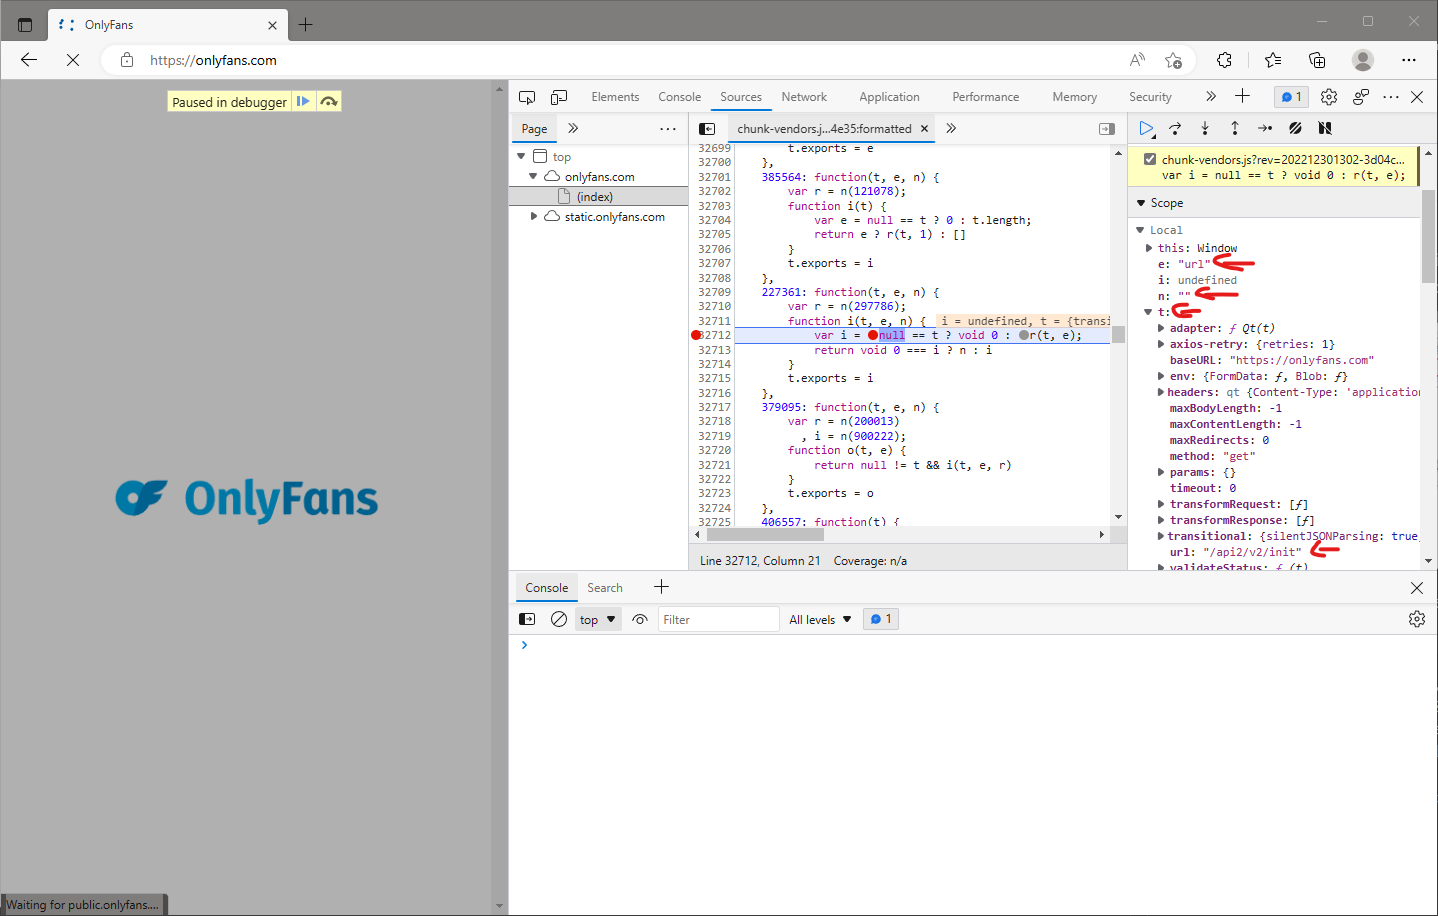 OnlyFans
https://onlyfans.com
Paused in debugger
OnlyFans
Waiting for public.onlyfans....
Elements Console Sources Network Application Performance Memory Security
1
Page
top
onlyfans.com
(index)
static.onlyfans.com
chunk-vendors.j...4e35:formatted
32699 t.exports = e
32700 },
32701 385564: function(t, e, n) {
32702 var r = n(121078);
32703 function i(t) {
32704 var e = null == t ? 0 : t.length;
32705 return e ? r(t, 1) : []
32706 }
32707 t.exports = i
32708 },
32709 227361: function(t, e, n) {
32710 var r = n(297786);
32711 function i(t, e, n) { i = undefined, t = {transi
32712 var i = null == t ? void 0 : r(t, e);
32713 return void 0 === i ? n : i
32714 }
32715 t.exports = i
32716 },
32717 379095: function(t, e, n) {
32718 var r = n(200013)
32719 , i = n(900222);
32720 function o(t, e) {
32721 return null != t && i(t, e, r)
32722 }
32723 t.exports = o
32724 },
32725 406557: function(t) {
Line 32712, Column 21 Coverage: n/a
chunk-vendors.js?rev=202212301302-3d04c...
var i = null == t ? void 0 : r(t, e);
Scope
Local
this: Window
e: "url"
i: undefined
n: ""
t:
adapter: ƒ Qt(t)
axios-retry: {retries: 1}
baseURL: "https://onlyfans.com"
env: {FormData: ƒ, Blob: ƒ}
headers: qt {Content-Type: 'application
maxBodyLength: -1
maxContentLength: -1
maxRedirects: 0
method: "get"
params: {}
timeout: 0
transformRequest: [ƒ]
transformResponse: [ƒ]
transitional: {silentJSONParsing: true,
url: "/api2/v2/init"
validateStatus: ƒ (t)
Console Search
top Filter All levels 1